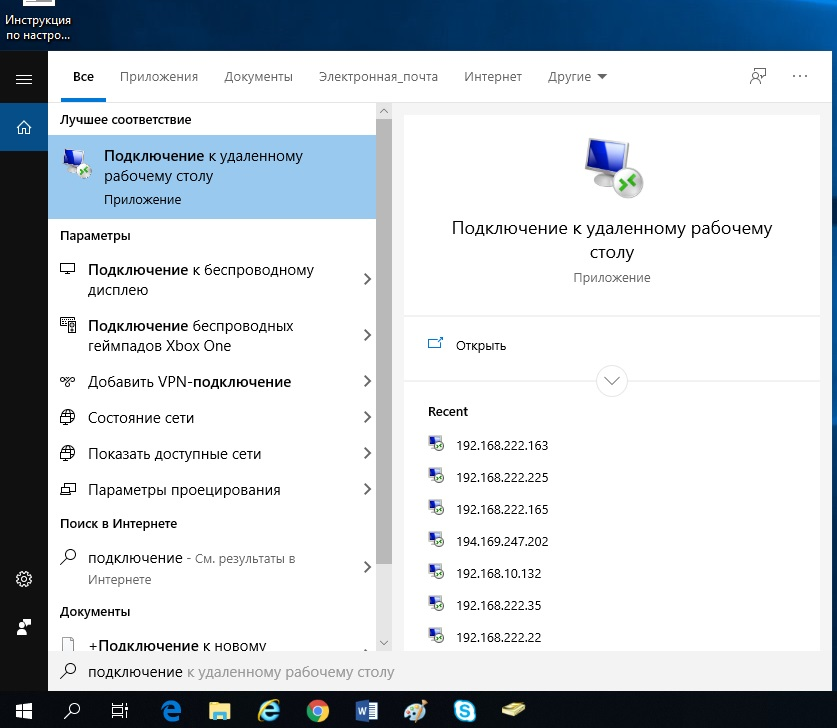 Инструкция
по настро...
Все
Приложения
Документы
Электронная_почта
Интернет
Другие
Лучшее соответствие
Подключение к удаленному
рабочему столу
Приложение
Параметры
Подключение к беспроводному
дисплею
Подключение беспроводных
геймпадов Xbox One
Добавить VPN-подключение
Состояние сети
Показать доступные сети
Параметры проецирования
Поиск в Интернете
подключение - См. результаты в
Интернете
Документы
+Подключение к новому
подключение к удаленному рабочему столу
Подключение к удаленному рабочему
столу
Приложение
Открыть
Recent
192.168.222.163
192.168.222.225
192.168.222.165
194.169.247.202
192.168.10.132
192.168.222.35
192.168.222.22